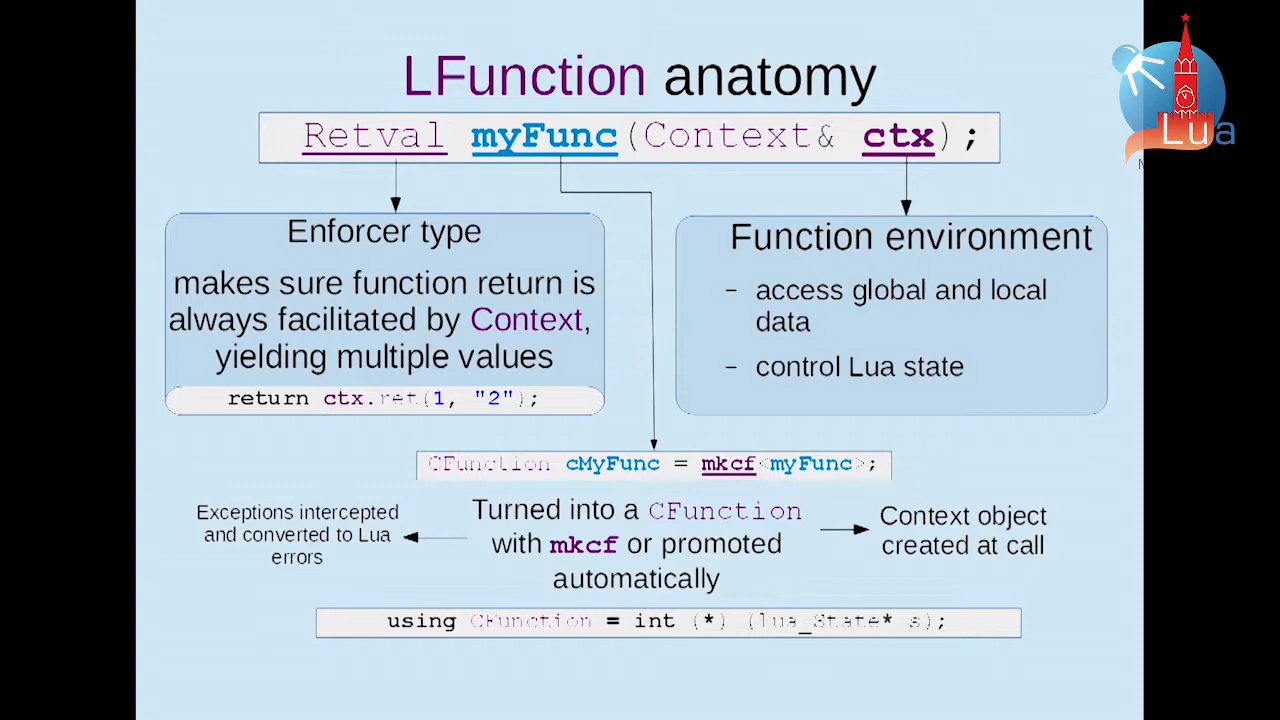 LFunction anatomy
Retval myFunc(Context& ctx);
Enforcer type
makes sure function return is
always facilitated by Context,
yielding multiple values
return ctx.ret(1, "2");
Function environment
– access global and local
data
– control Lua state
CFunction cMyFunc = mkcf<myFunc>;
Exceptions intercepted
and converted to Lua
errors
Turned into a CFunction
with mkcf or promoted
automatically
Context object
created at call
using CFunction = int (*) (lua_State* s);
Lua